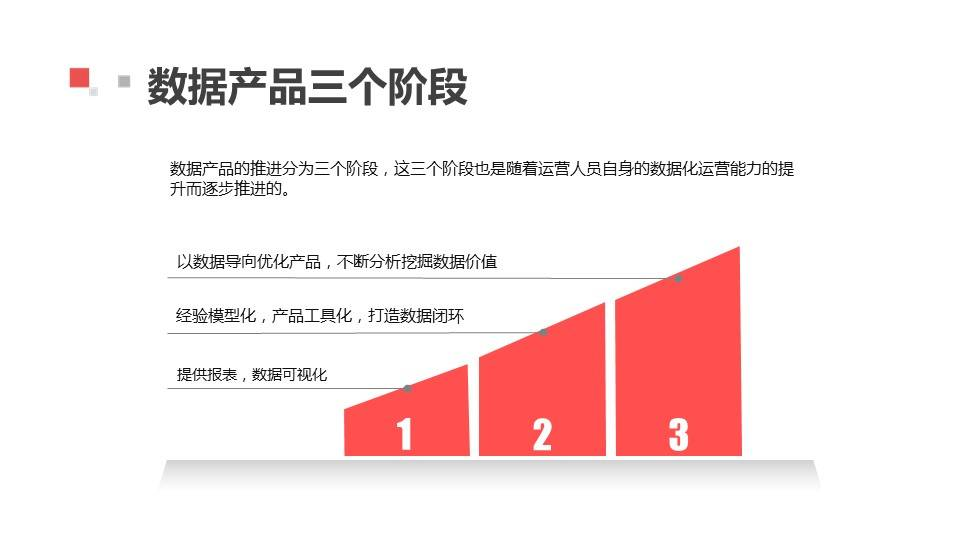 数据产品三个阶段
数据产品的推进分为三个阶段，这三个阶段也是随着运营人员自身的数据化运营能力的提
升而逐步推进的。
以数据导向优化产品，不断分析挖掘数据价值
经验模型化，产品工具化，打造数据闭环
提供报表，数据可视化
1 2 3